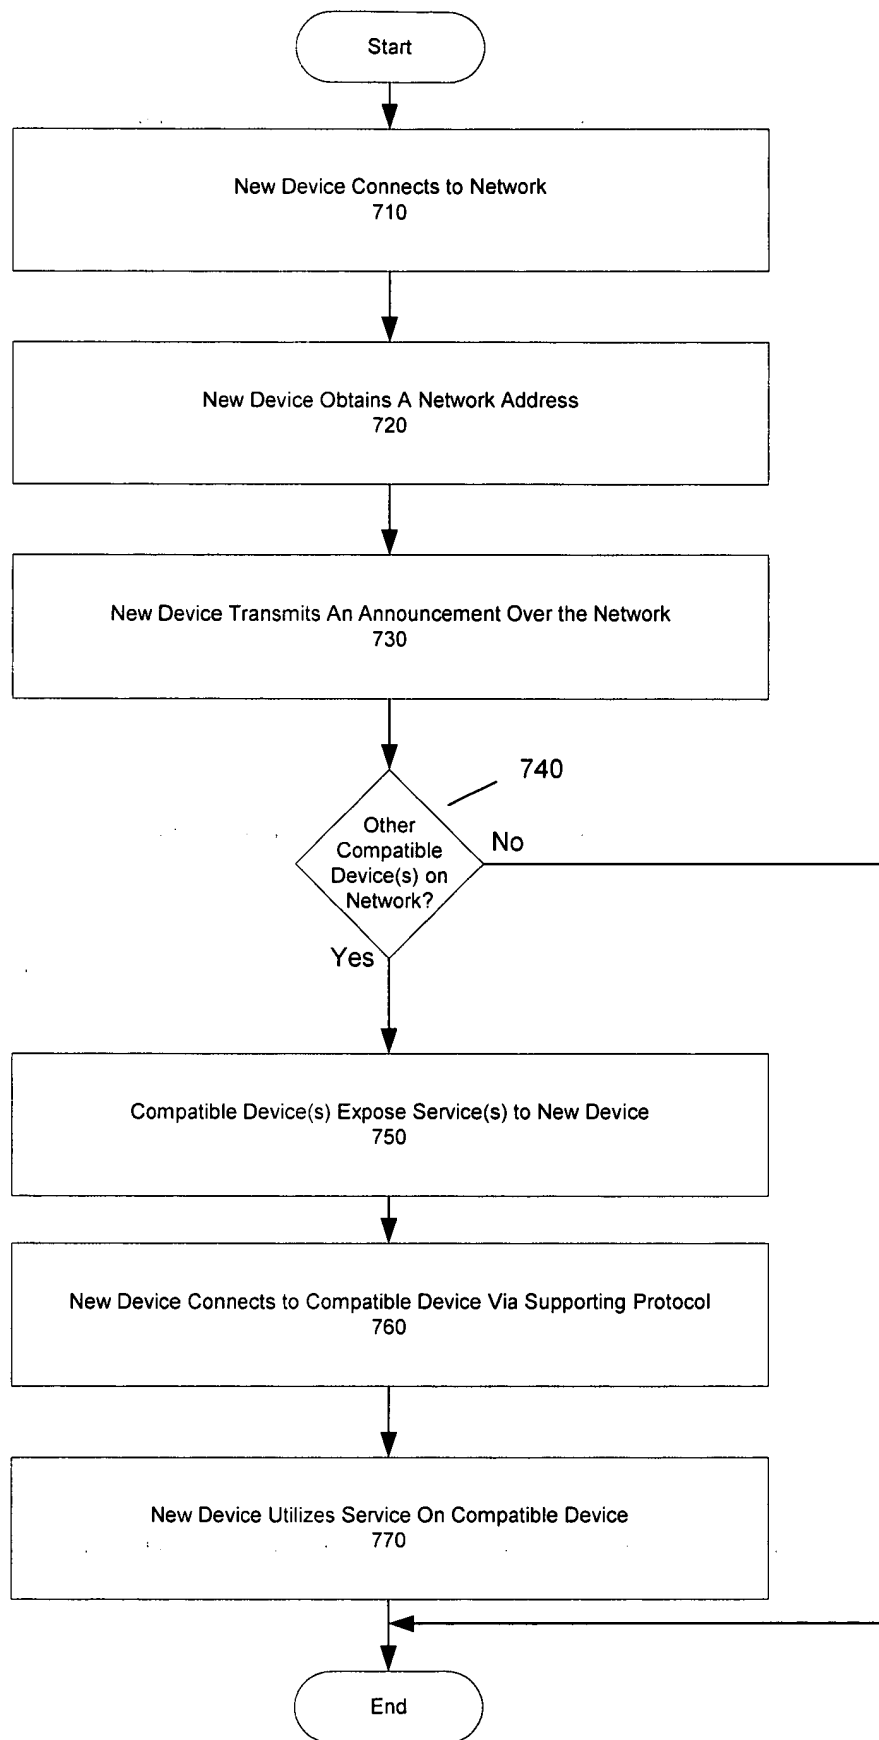 Start
New Device Connects to Network
710
New Device Obtains A Network Address
720
New Device Transmits An Announcement Over the Network
730
740
Other
Compatible
Device(s) on
Network?
No
Yes
Compatible Device(s) Expose Service(s) to New Device
750
New Device Connects to Compatible Device Via Supporting Protocol
760
New Device Utilizes Service On Compatible Device
770
End